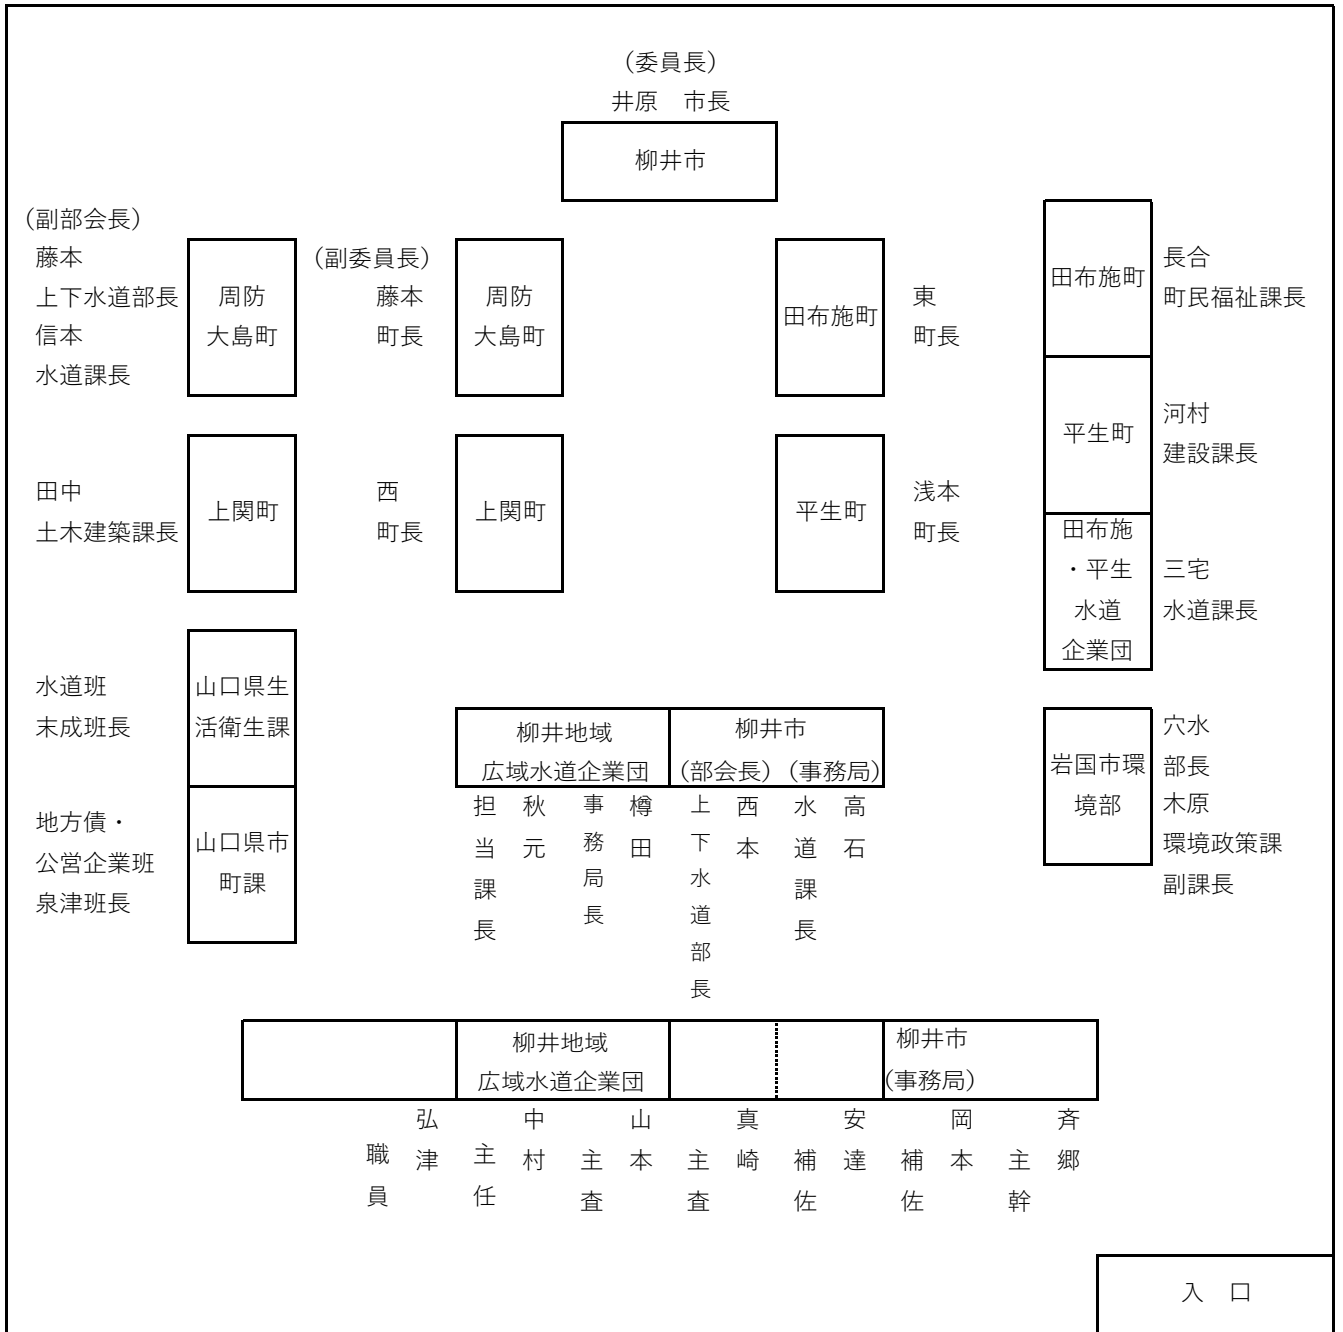 (委員長)
井原　市長
柳井市
(副部会長)
藤本
上下水道部長
信本
水道課長
周防
大島町
(副委員長)
藤本
町長
周防
大島町
田布施町
東
町長
田布施町
長合
町民福祉課長
平生町
河村
建設課長
田中
土木建築課長
上関町
西
町長
上関町
平生町
浅本
町長
田布施
・平生
水道
企業団
三宅
水道課長
水道班
末成班長
山口県生
活衛生課
地方債・
公営企業班
泉津班長
山口県市
町課
柳井地域
広域水道企業団
柳井市
(部会長)(事務局)
担当課長
秋元
事務局長
樽田
上下水道部長
西本
水道課長
高石
岩国市環
境部
穴水
部長
木原
環境政策課
副課長
柳井地域
広域水道企業団
柳井市
(事務局)
職員
弘津
主任
中村
主査
山本
主査
真崎
補佐
安達
補佐
岡本
主幹
斉郷
入　口